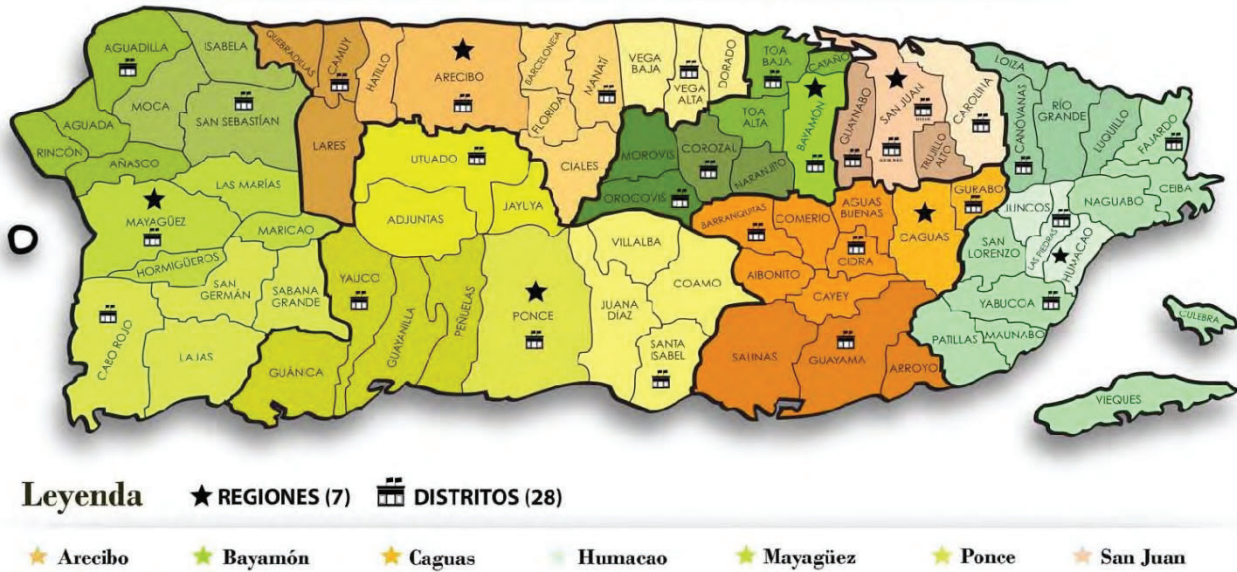 AGUADILLA
ISABELA
QUEBRADILLAS
CAMUY
HATILLO
ARECIBO
BARCELONETA
MANATÍ
VEGA BAJA
VEGA ALTA
DORADO
TOA BAJA
CATAÑO
SAN JUAN
CAROLINA
LOIZA
MOCA
SAN SEBASTÍAN
FLORIDA
TOA ALTA
BAYAMÓN
GUAYNABO
TRUJILLO ALTO
CANOVANAS
RÍO GRANDE
LUQUILLO
FAJARDO
AGUADA
RINCÓN
AÑASCO
LARES
UTUADO
CIALES
MOROVIS
COROZAL
NARANJITO
LAS MARÍAS
MAYAGÜEZ
MARICAO
ADJUNTAS
JAYLYA
OROCOVIS
BARRANQUITAS
COMERIO
AGUAS BUENAS
GURABO
CAGUAS
JUNCOS
LAS PIEDRAS
HUMACAO
NAGUABO
CEIBA
HORMIGÜEROS
SAN GERMÁN
SABANA GRANDE
YAUCO
GUAYANILLA
PEÑUELAS
PONCE
VILLALBA
JUANA DÍAZ
COAMO
AIBONITO
CIDRA
CAYEY
SAN LORENZO
YABUCCA
CABO ROJO
LAJAS
GUÁNICA
SANTA ISABEL
SALINAS
GUAYAMA
ARROYO
PATILLAS
MAUNABO
CULEBRA
VIEQUES
Leyenda ★ REGIONES (7) DISTRITOS (28)
Arecibo Bayamón Caguas Humacao Mayagüez Ponce San Juan